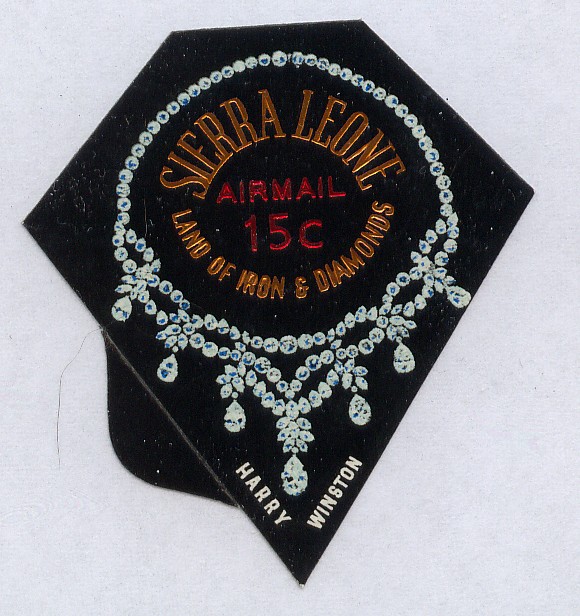 SIERRA LEONE
AIRMAIL
15C
LAND OF IRON & DIAMONDS
HARRY WINSTON